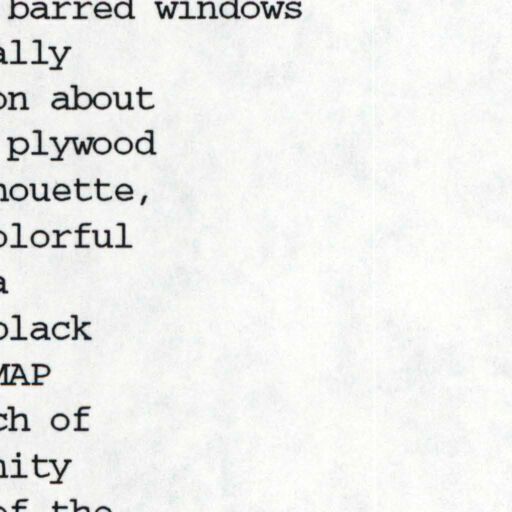 barred windows
ally
on about
plywood
houette,
olorful
a
black
MAP
ch of
nity
of the